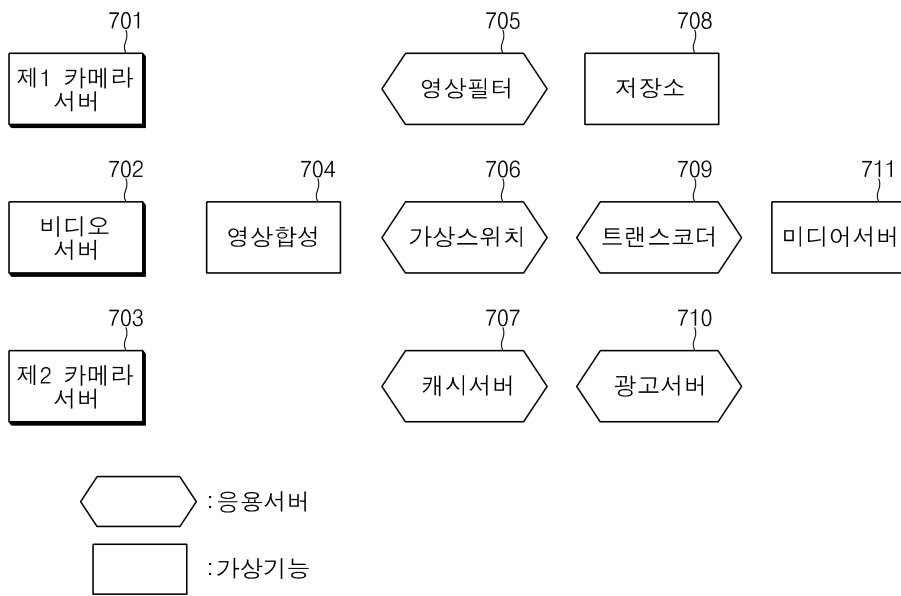 701
705
708
제1 카메라
서버
영상필터
저장소
702
704
706
709
711
비디오
서버
영상합성
가상스위치
트랜스코더
미디어서버
703
707
710
제2 카메라
서버
캐시서버
광고서버
:응용서버
:가상기능